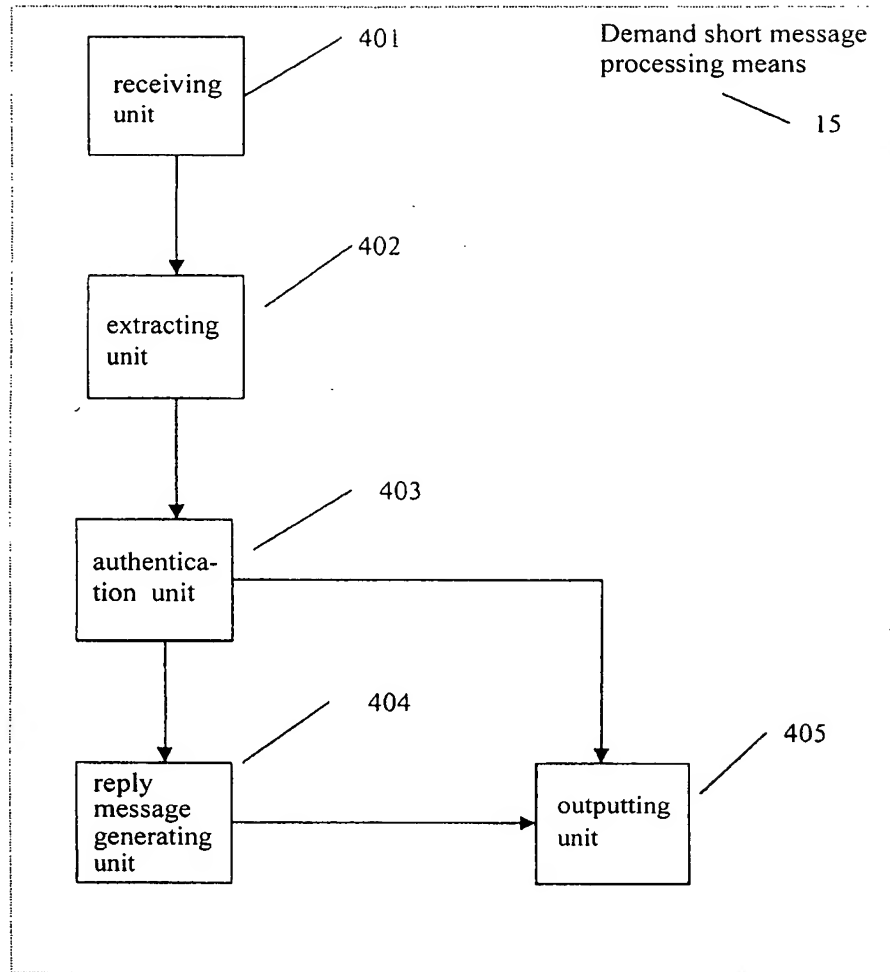 401
Demand short message
processing means
15
receiving
unit
402
extracting
unit
403
authentica-
tion unit
404
405
reply
message
generating
unit
outputting
unit